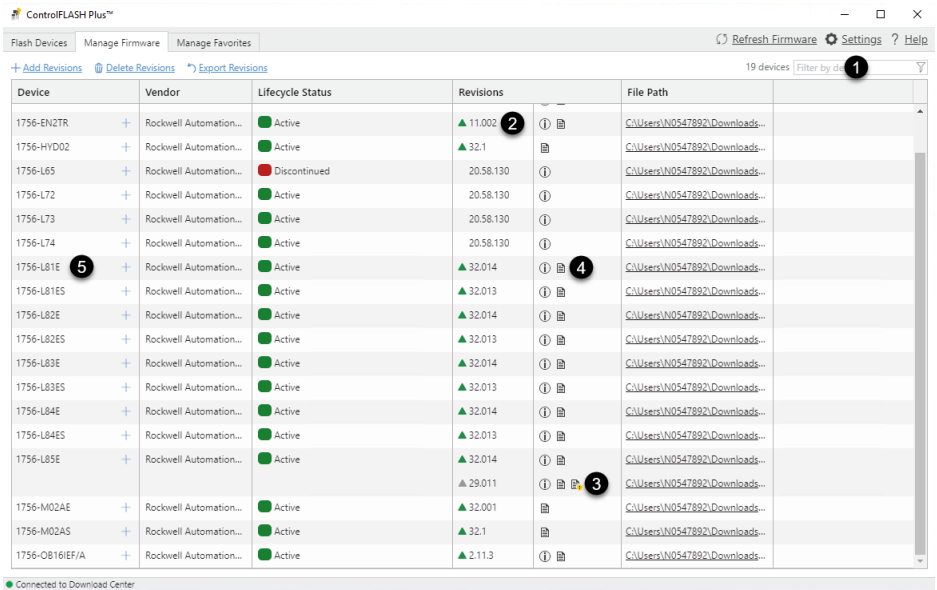 ControlFLASH Plus™
Flash Devices Manage Firmware Manage Favorites Refresh Firmware Settings ? Help
+ Add Revisions Delete Revisions Export Revisions 19 devices Filter by de 1
Device Vendor Lifecycle Status Revisions File Path
1756-EN2TR + Rockwell Automation... Active 11.002 2 C:\Users\N0547892\Downloads...
1756-HYD02 + Rockwell Automation... Active 32.1 C:\Users\N0547892\Downloads...
1756-L65 + Rockwell Automation... Discontinued 20.58.130 C:\Users\N0547892\Downloads...
1756-L72 + Rockwell Automation... Active 20.58.130 C:\Users\N0547892\Downloads...
1756-L73 + Rockwell Automation... Active 20.58.130 C:\Users\N0547892\Downloads...
1756-L74 + Rockwell Automation... Active 20.58.130 C:\Users\N0547892\Downloads...
1756-L81E 5 + Rockwell Automation... Active 32.014 4 C:\Users\N0547892\Downloads...
1756-L81ES + Rockwell Automation... Active 32.013 C:\Users\N0547892\Downloads...
1756-L82E + Rockwell Automation... Active 32.014 C:\Users\N0547892\Downloads...
1756-L82ES + Rockwell Automation... Active 32.013 C:\Users\N0547892\Downloads...
1756-L83E + Rockwell Automation... Active 32.014 C:\Users\N0547892\Downloads...
1756-L83ES + Rockwell Automation... Active 32.013 C:\Users\N0547892\Downloads...
1756-L84E + Rockwell Automation... Active 32.014 C:\Users\N0547892\Downloads...
1756-L84ES + Rockwell Automation... Active 32.013 C:\Users\N0547892\Downloads...
1756-L85E + Rockwell Automation... Active 32.014 C:\Users\N0547892\Downloads...
29.011 3 C:\Users\N0547892\Downloads...
1756-M02AE + Rockwell Automation... Active 32.001 C:\Users\N0547892\Downloads...
1756-M02AS + Rockwell Automation... Active 32.1 C:\Users\N0547892\Downloads...
1756-OB16IEF/A + Rockwell Automation... Active 2.11.3 C:\Users\N0547892\Downloads...
Connected to Download Center